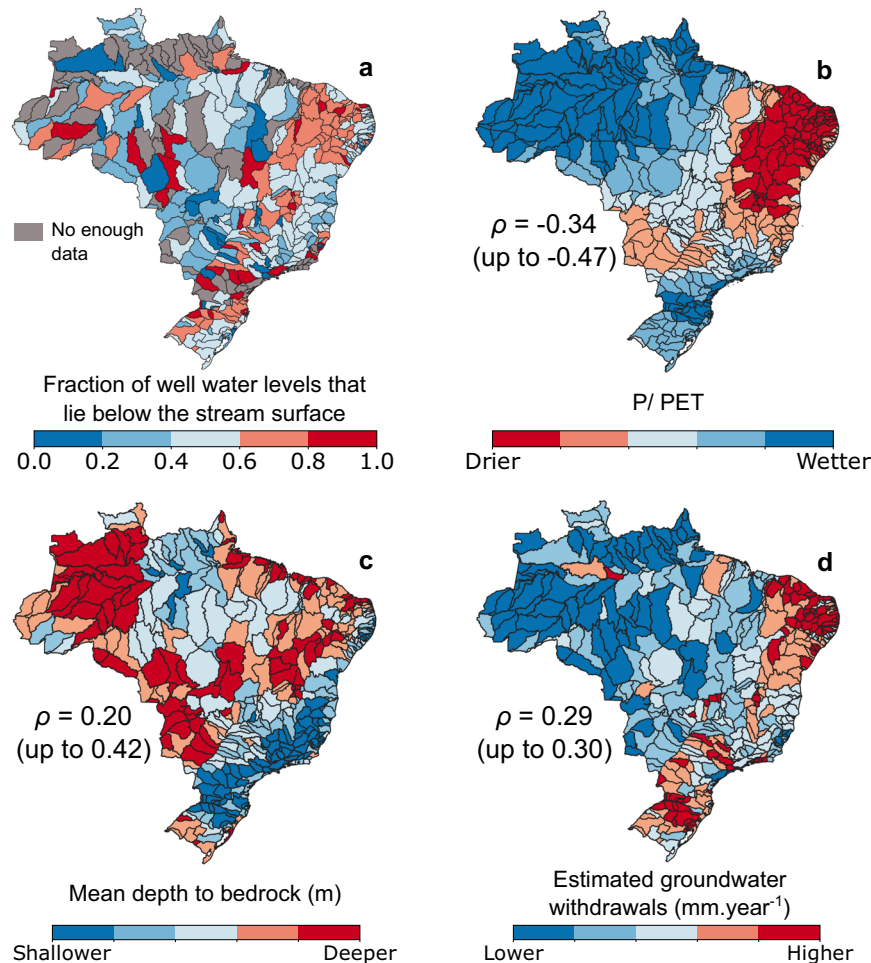 a
No enough
data
Fraction of well water levels that
lie below the stream surface
0.0 0.2 0.4 0.6 0.8 1.0
b
ρ = -0.34
(up to -0.47)
P/ PET
Drier Wetter
c
ρ = 0.20
(up to 0.42)
Mean depth to bedrock (m)
Shallower Deeper
d
ρ = 0.29
(up to 0.30)
Estimated groundwater
withdrawals (mm.year⁻¹)
Lower Higher